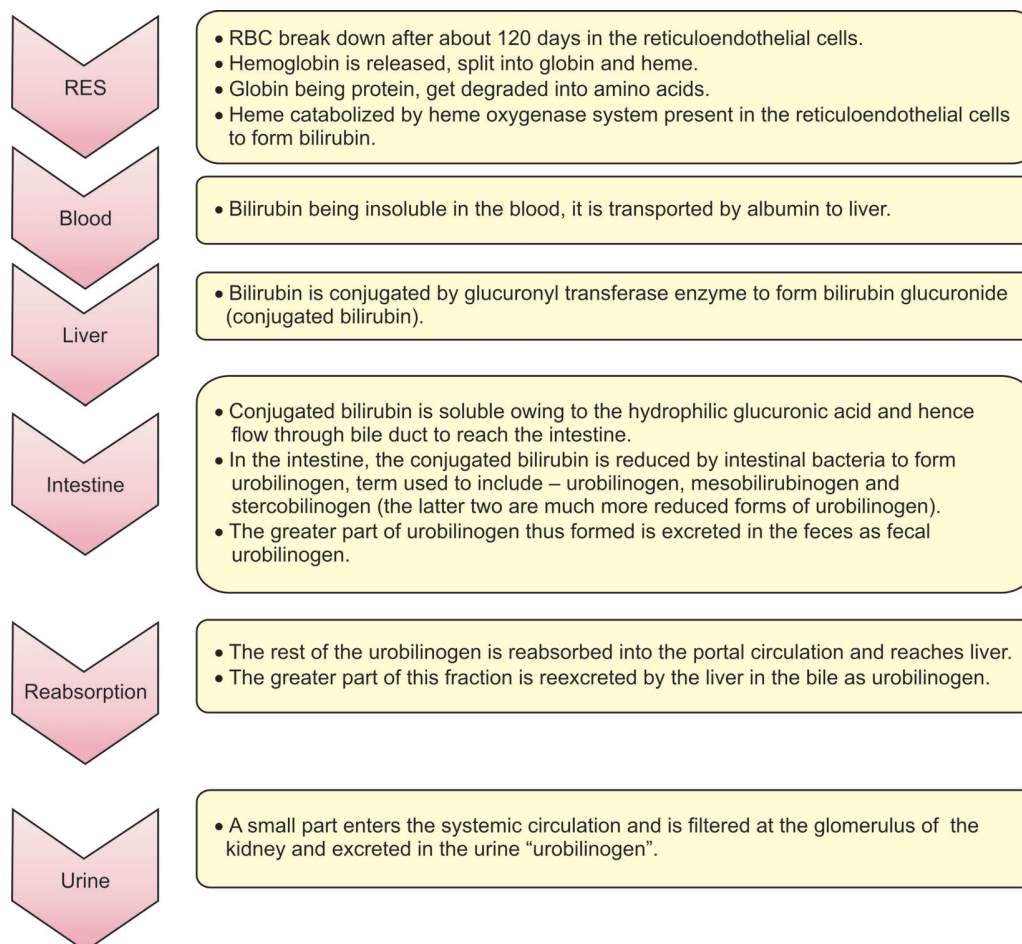 RES
• RBC break down after about 120 days in the reticuloendothelial cells.
• Hemoglobin is released, split into globin and heme.
• Globin being protein, get degraded into amino acids.
• Heme catabolized by heme oxygenase system present in the reticuloendothelial cells
to form bilirubin.
Blood
• Bilirubin being insoluble in the blood, it is transported by albumin to liver.
Liver
• Bilirubin is conjugated by glucuronyl transferase enzyme to form bilirubin glucuronide
(conjugated bilirubin).
Intestine
• Conjugated bilirubin is soluble owing to the hydrophilic glucuronic acid and hence
flow through bile duct to reach the intestine.
• In the intestine, the conjugated bilirubin is reduced by intestinal bacteria to form
urobilinogen, term used to include – urobilinogen, mesobilirubinogen and
stercobilinogen (the latter two are much more reduced forms of urobilinogen).
• The greater part of urobilinogen thus formed is excreted in the feces as fecal
urobilinogen.
Reabsorption
• The rest of the urobilinogen is reabsorbed into the portal circulation and reaches liver.
• The greater part of this fraction is reexcreted by the liver in the bile as urobilinogen.
Urine
• A small part enters the systemic circulation and is filtered at the glomerulus of the
kidney and excreted in the urine “urobilinogen”.